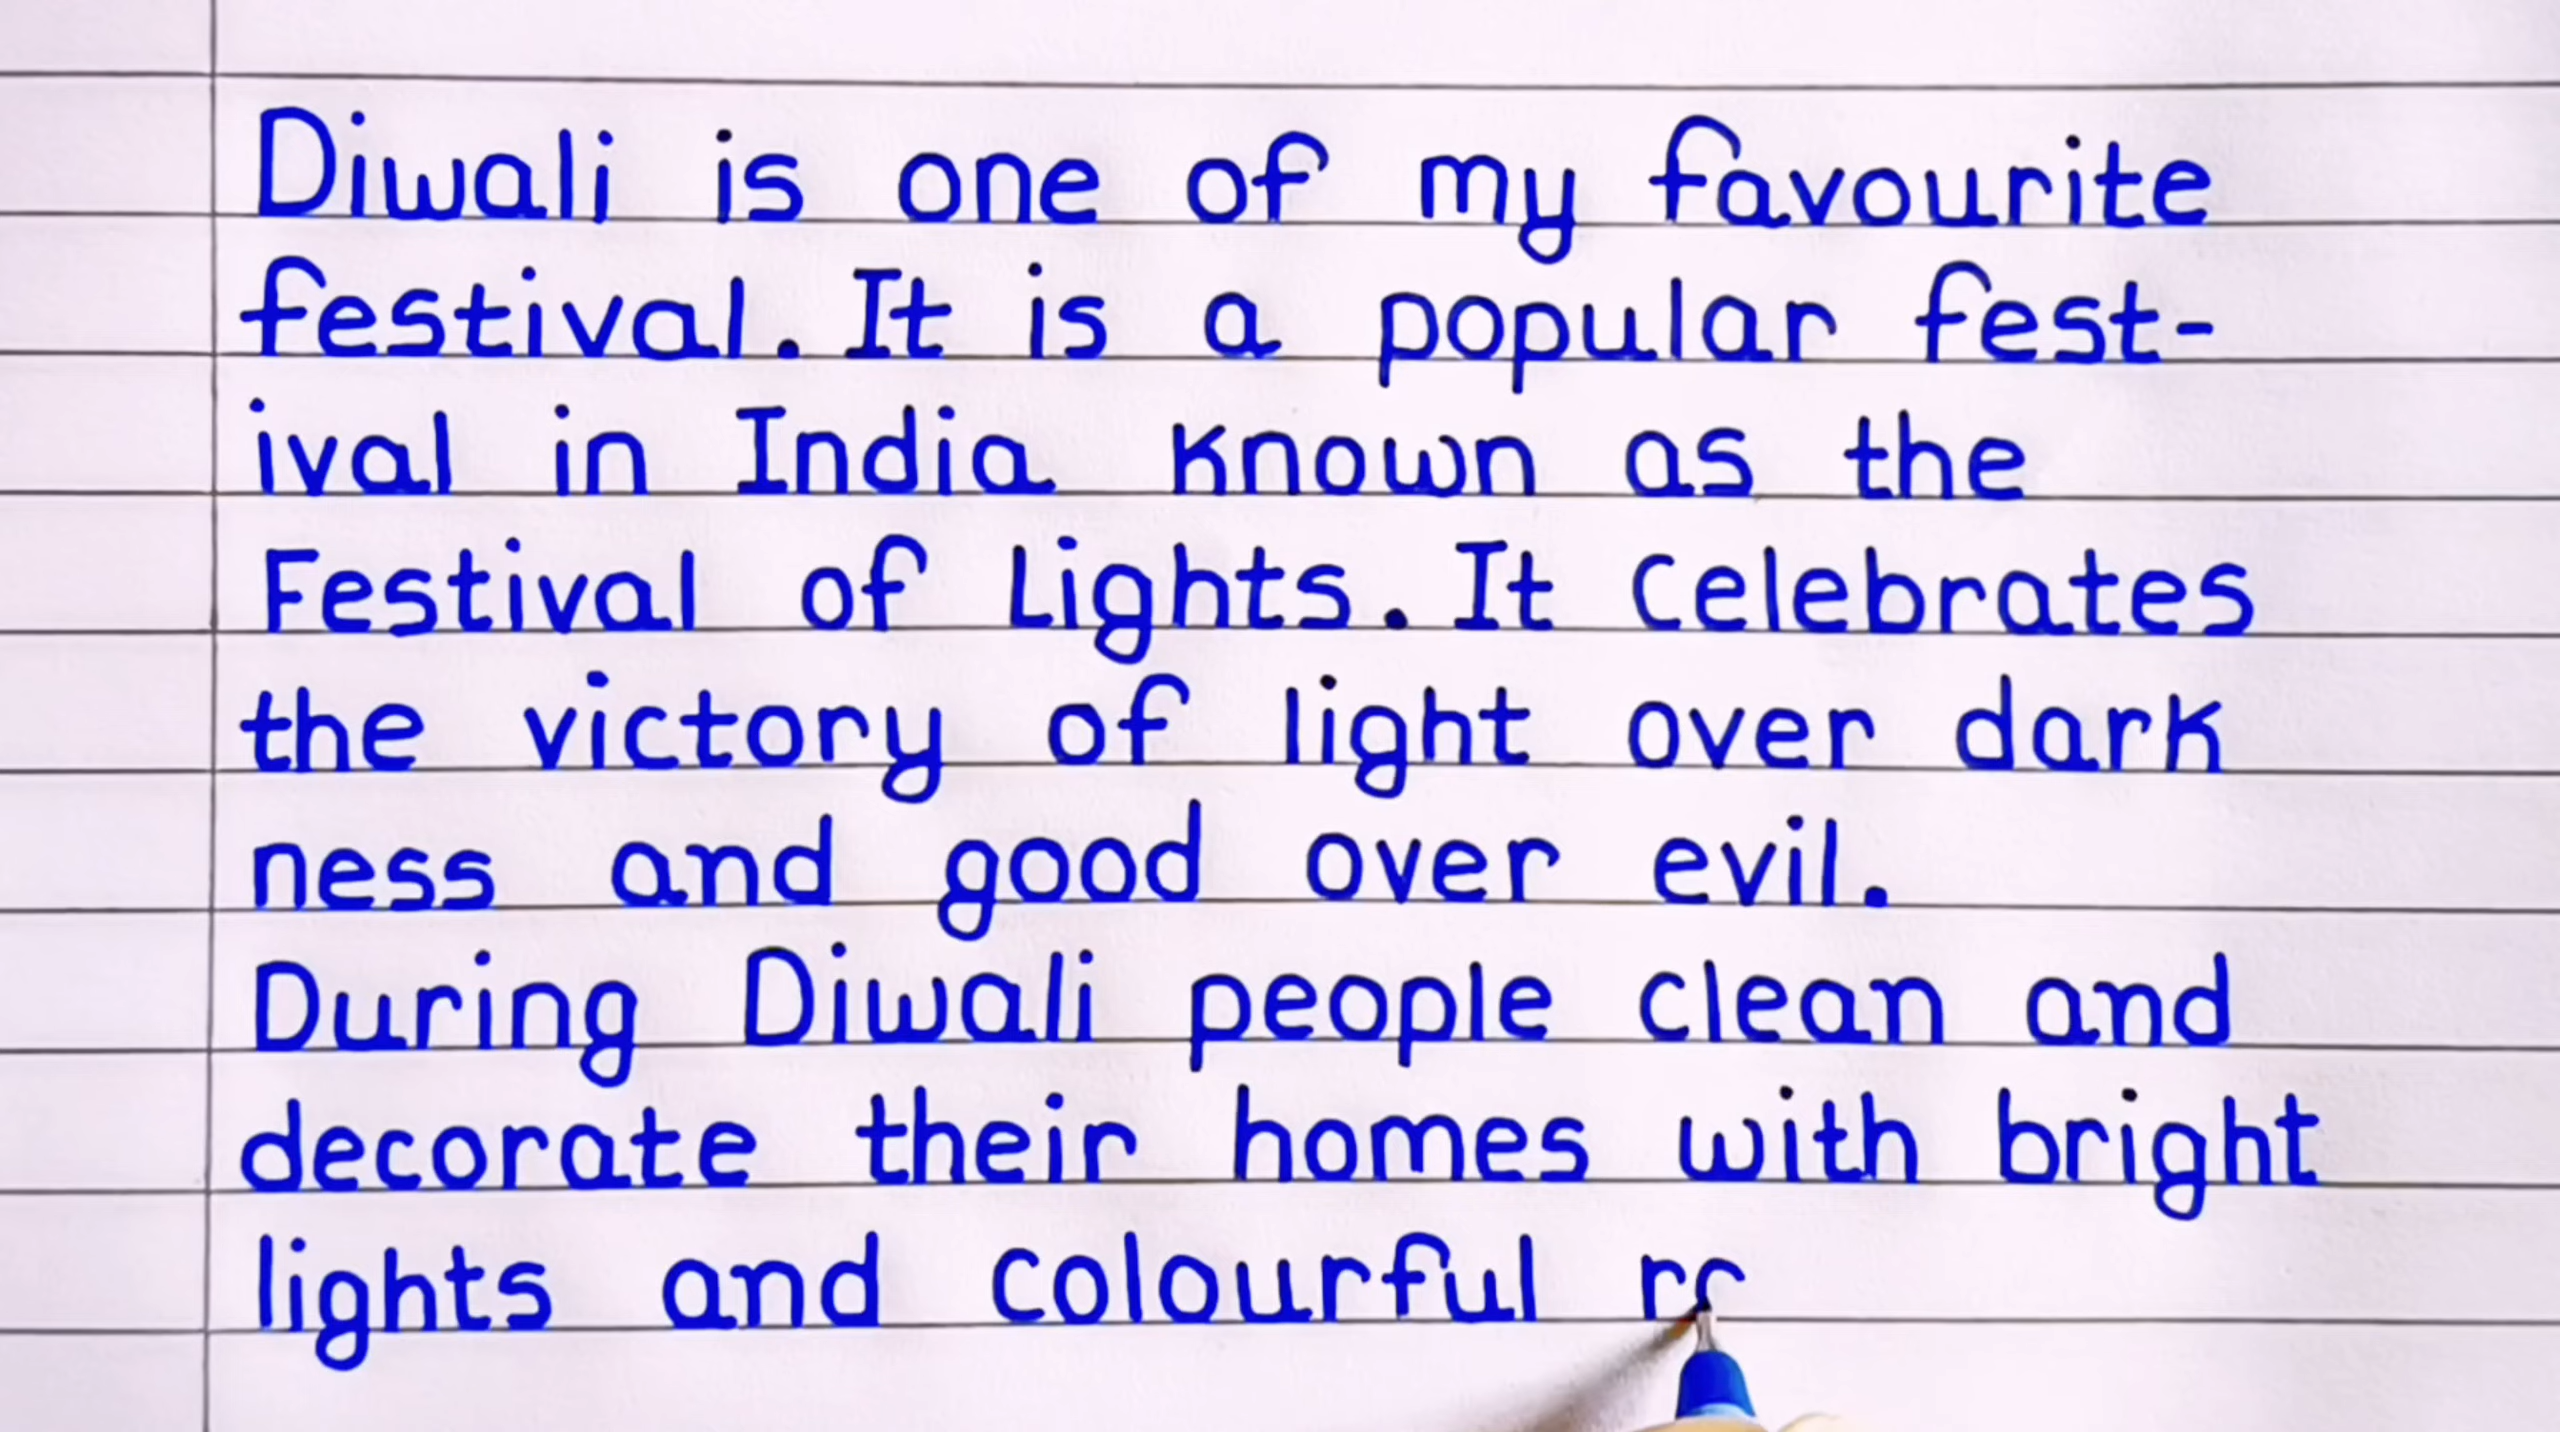 Diwali is one of my favourite
festival. It is a popular fest-
ival in India known as the
Festival of Lights. It Celebrates
the victory of light over dark
ness and good over evil.
During Diwali people clean and
decorate their homes with bright
lights and colourful